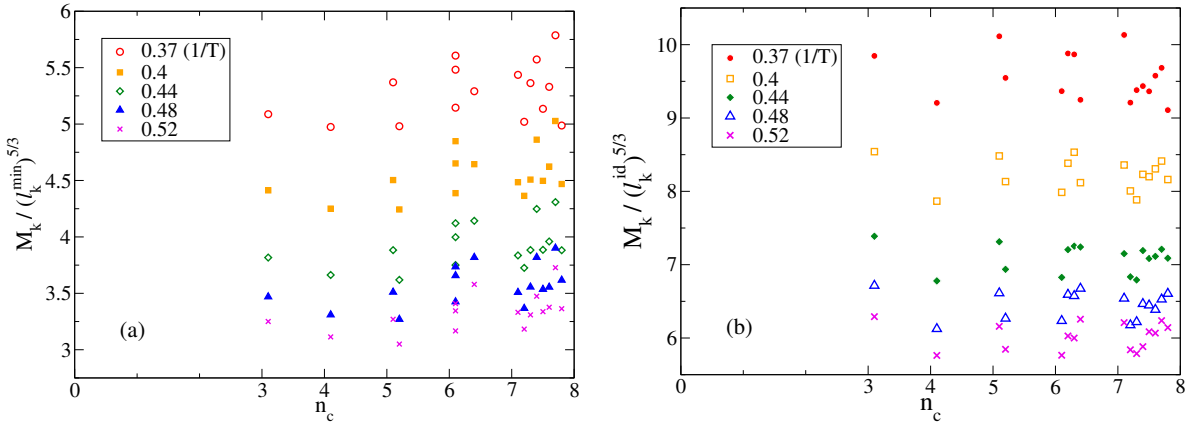 6
5.5
5
4.5
4
3.5
3
M_k / (l_k^min)^5/3
0.37 (1/T)
0.4
0.44
0.48
0.52
(a)
0 3 4 5 6 7 8
n_c
10
9
8
7
6
M_k / (l_k^id)^5/3
0.37 (1/T)
0.4
0.44
0.48
0.52
(b)
0 3 4 5 6 7 8
n_c